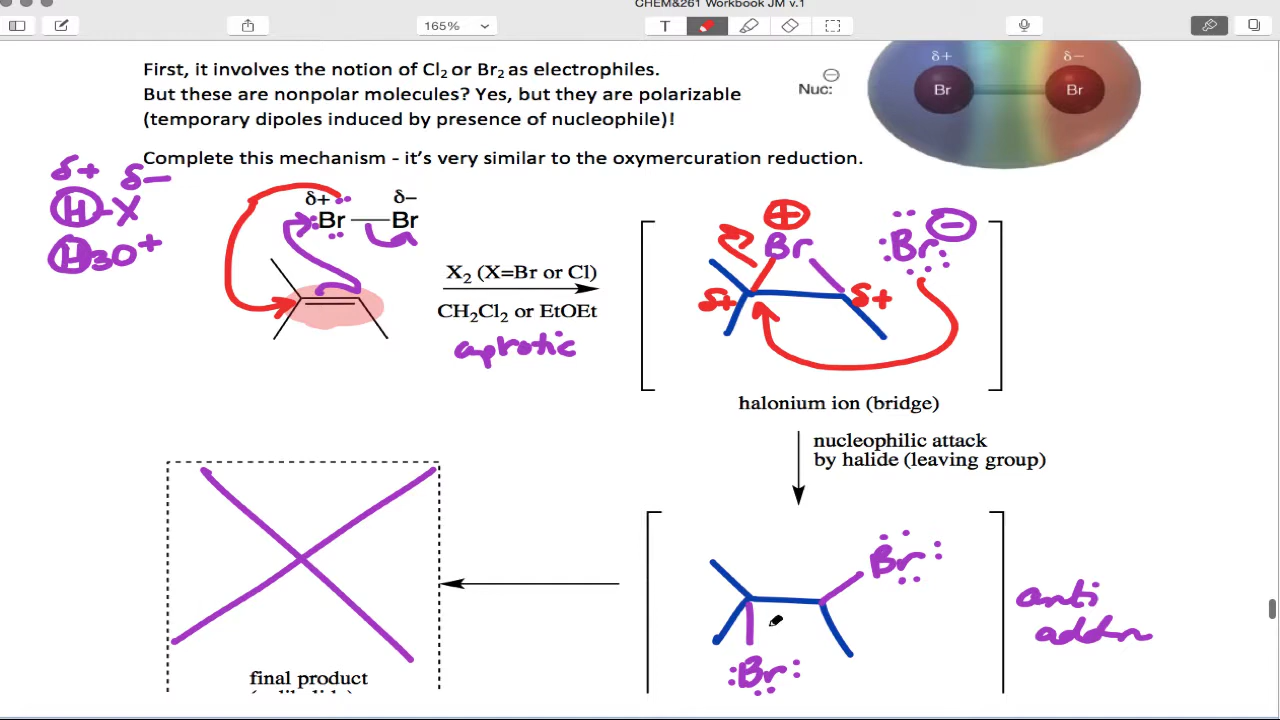 CHEM&261 Workbook JM v.1
165%
T
First, it involves the notion of Cl₂ or Br₂ as electrophiles.
But these are nonpolar molecules? Yes, but they are polarizable
(temporary dipoles induced by presence of nucleophile)!
Nuc: ⊖
δ+ δ−
Br Br
Complete this mechanism - it's very similar to the oxymercuration reduction.
δ+ δ−
H-X
H3O+
δ+ δ−
Br Br
X₂ (X=Br or Cl)
CH₂Cl₂ or EtOEt
aprotic
⊕ ⊖
Br Br
δ+ δ+
halonium ion (bridge)
nucleophilic attack
by halide (leaving group)
Br
Br
anti
addn
final product